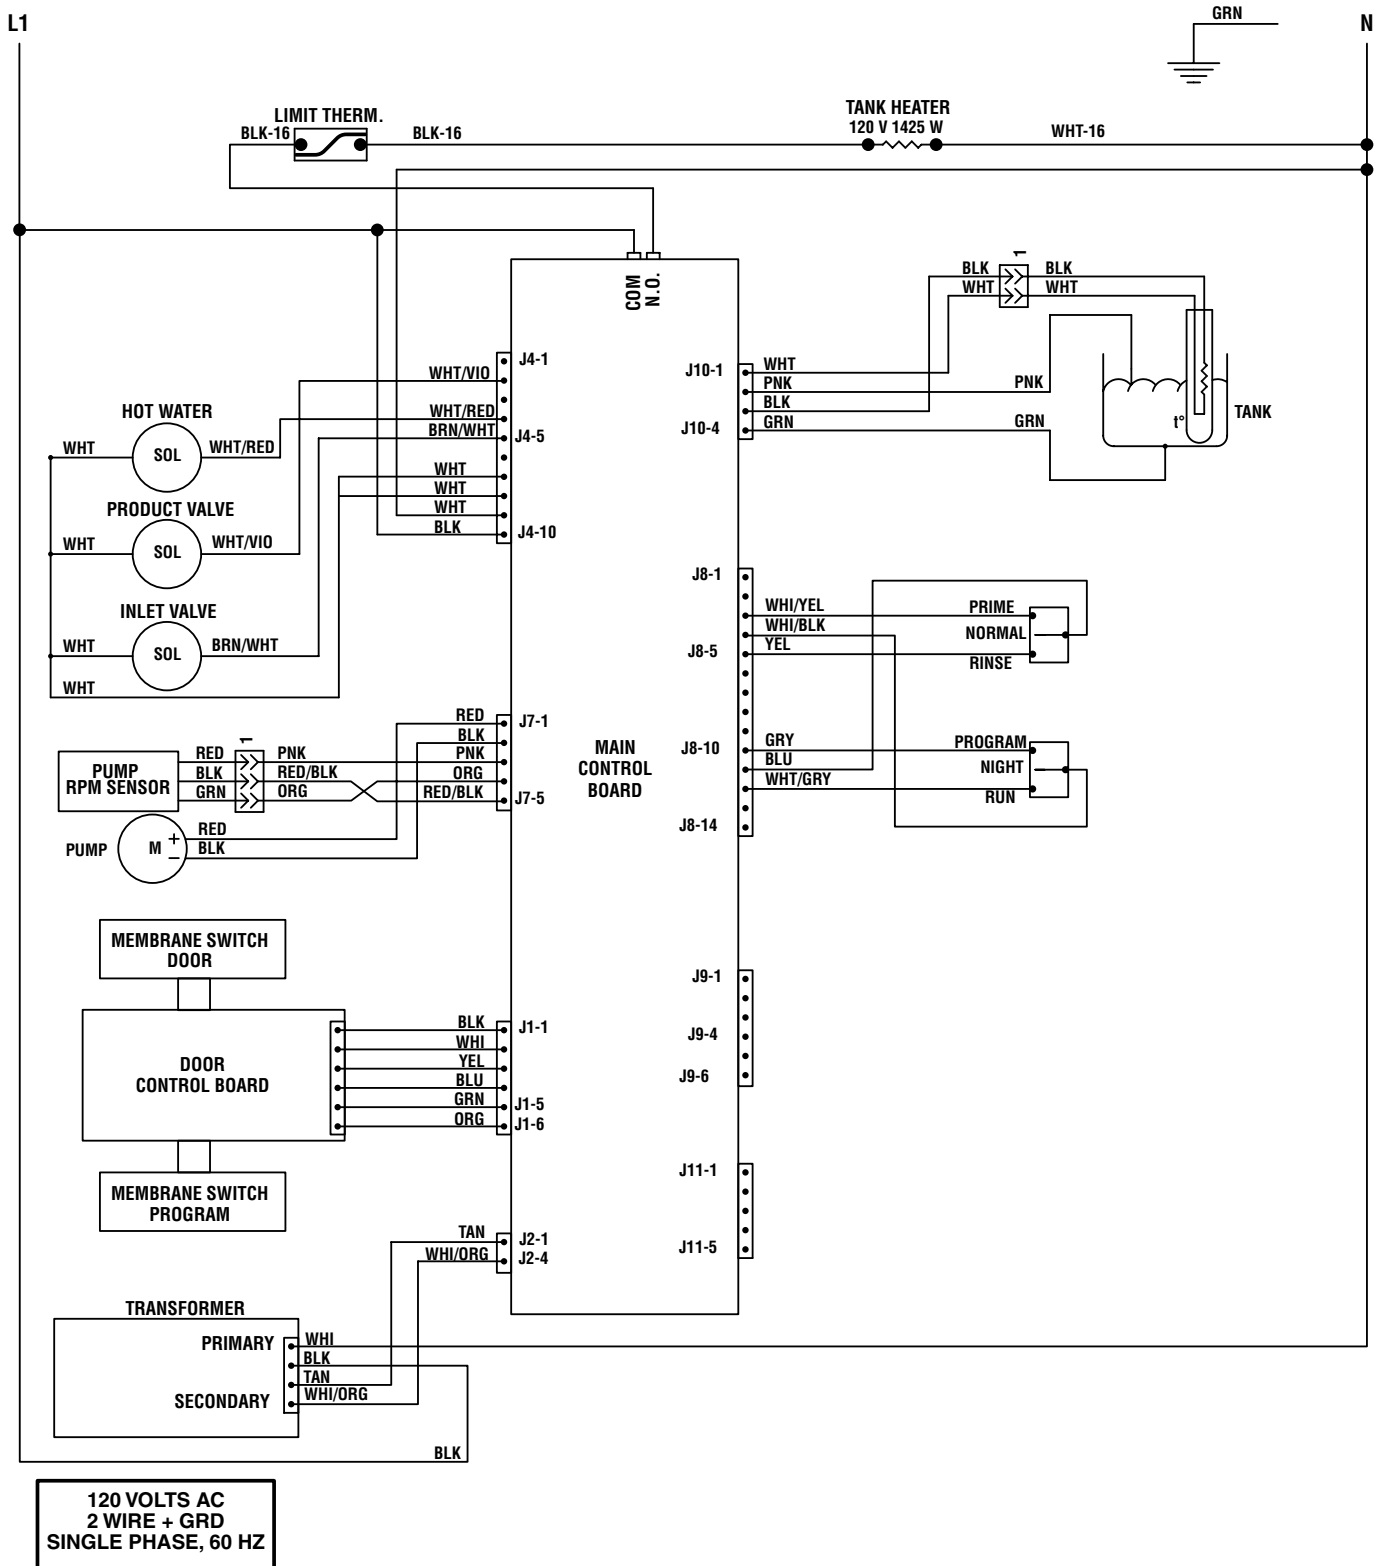 L1
GRN
N
LIMIT THERM.
BLK-16
BLK-16
TANK HEATER
120 V 1425 W
WHT-16
COM
N.O.
BLK
WHT
1
BLK
WHT
J4-1
WHT/VIO
WHT/RED
BRN/WHT
J4-5
WHT
WHT
WHT
BLK
J4-10
HOT WATER
WHT
SOL
WHT/RED
PRODUCT VALVE
WHT
SOL
WHT/VIO
INLET VALVE
WHT
SOL
BRN/WHT
WHT
J10-1
WHT
PNK
BLK
J10-4
GRN
PNK
GRN
t°
TANK
J8-1
WHI/YEL
WHI/BLK
J8-5
YEL
PRIME
NORMAL
RINSE
J8-10
GRY
BLU
WHT/GRY
J8-14
PROGRAM
NIGHT
RUN
MAIN
CONTROL
BOARD
RED
J7-1
BLK
PNK
ORG
RED/BLK
J7-5
PUMP
RPM SENSOR
RED
BLK
GRN
1
PNK
RED/BLK
ORG
PUMP
M
+
–
RED
BLK
MEMBRANE SWITCH
DOOR
DOOR
CONTROL BOARD
BLK
J1-1
WHI
YEL
BLU
GRN
J1-5
ORG
J1-6
MEMBRANE SWITCH
PROGRAM
J9-1
J9-4
J9-6
J11-1
J11-5
TAN
J2-1
WHI/ORG
J2-4
TRANSFORMER
PRIMARY
WHI
BLK
TAN
SECONDARY
WHI/ORG
BLK
120 VOLTS AC
2 WIRE + GRD
SINGLE PHASE, 60 HZ